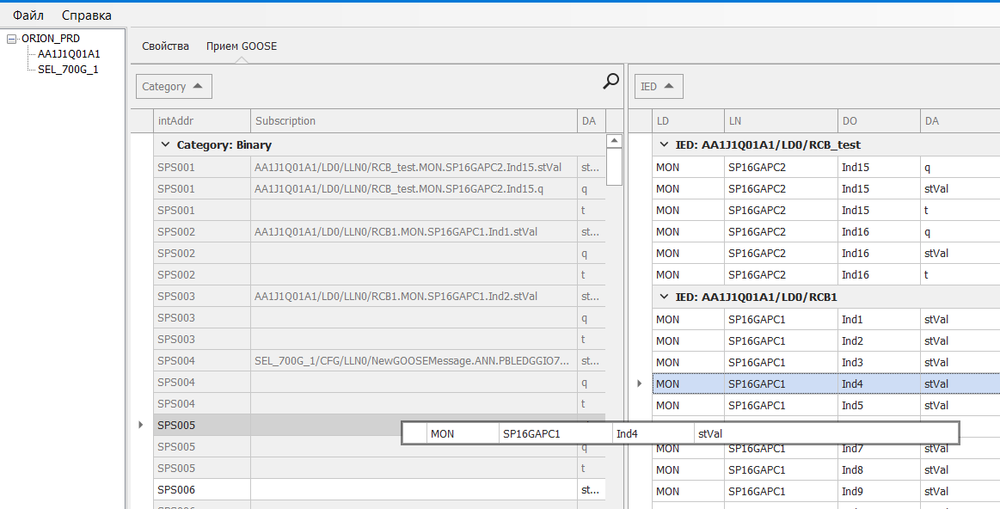 Файл Справка
ORION_PRD
AA1J1Q01A1
SEL_700G_1
Свойства Прием GOOSE
Category
intAddr Subscription DA
Category: Binary
SPS001 AA1J1Q01A1/LD0/LLN0/RCB_test.MON.SP16GAPC2.Ind15.stVal st...
SPS001 AA1J1Q01A1/LD0/LLN0/RCB_test.MON.SP16GAPC2.Ind15.q q
SPS001 t
SPS002 AA1J1Q01A1/LD0/LLN0/RCB1.MON.SP16GAPC1.Ind1.stVal st...
SPS002 q
SPS002 t
SPS003 AA1J1Q01A1/LD0/LLN0/RCB1.MON.SP16GAPC1.Ind2.stVal st...
SPS003 q
SPS003 t
SPS004 SEL_700G_1/CFG/LLN0/NewGOOSEMessage.ANN.PBLEDGGIO7... st...
SPS004 q
SPS004 t
SPS005
SPS005 q
SPS005 t
SPS006 st...
IED
LD LN DO DA
IED: AA1J1Q01A1/LD0/RCB_test
MON SP16GAPC2 Ind15 q
MON SP16GAPC2 Ind15 stVal
MON SP16GAPC2 Ind15 t
MON SP16GAPC2 Ind16 q
MON SP16GAPC2 Ind16 stVal
MON SP16GAPC2 Ind16 t
IED: AA1J1Q01A1/LD0/RCB1
MON SP16GAPC1 Ind1 stVal
MON SP16GAPC1 Ind2 stVal
MON SP16GAPC1 Ind3 stVal
MON SP16GAPC1 Ind4 stVal
MON SP16GAPC1 Ind5 stVal
MON SP16GAPC1 Ind4 stVal
MON SP16GAPC1 Ind7 stVal
MON SP16GAPC1 Ind8 stVal
MON SP16GAPC1 Ind9 stVal